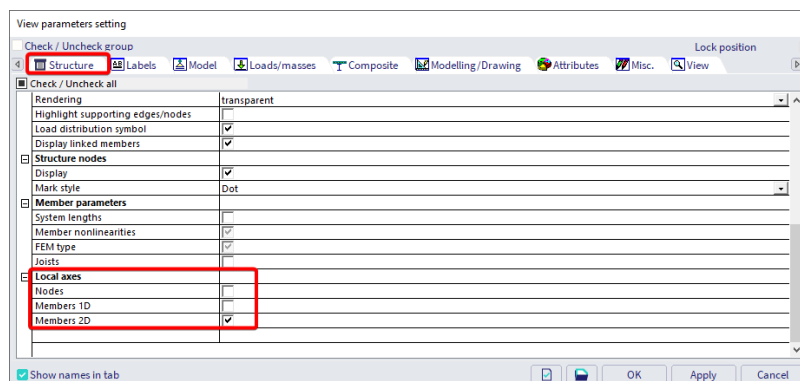 View parameters setting
Check / Uncheck group Lock position
Structure Labels Model Loads/masses Composite Modelling/Drawing Attributes Misc. View
Check / Uncheck all
Rendering transparent
Highlight supporting edges/nodes
Load distribution symbol
Display linked members
Structure nodes
Display
Mark style Dot
Member parameters
System lengths
Member nonlinearities
FEM type
Joists
Local axes
Nodes
Members 1D
Members 2D
Show names in tab OK Apply Cancel